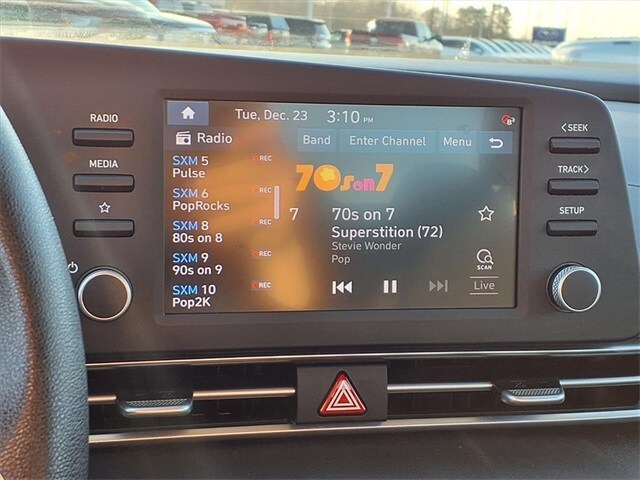 RADIO
MEDIA
Tue, Dec. 23 3:10 PM
Radio
Band Enter Channel Menu
SXM 5 REC
Pulse
SXM 6 REC
PopRocks
SXM 8 REC
80s on 8
SXM 9 REC
90s on 9
SXM 10 REC
Pop2K
70s on 7
7 70s on 7
Superstition (72)
Stevie Wonder
Pop
SCAN
Live
<SEEK
TRACK>
SETUP